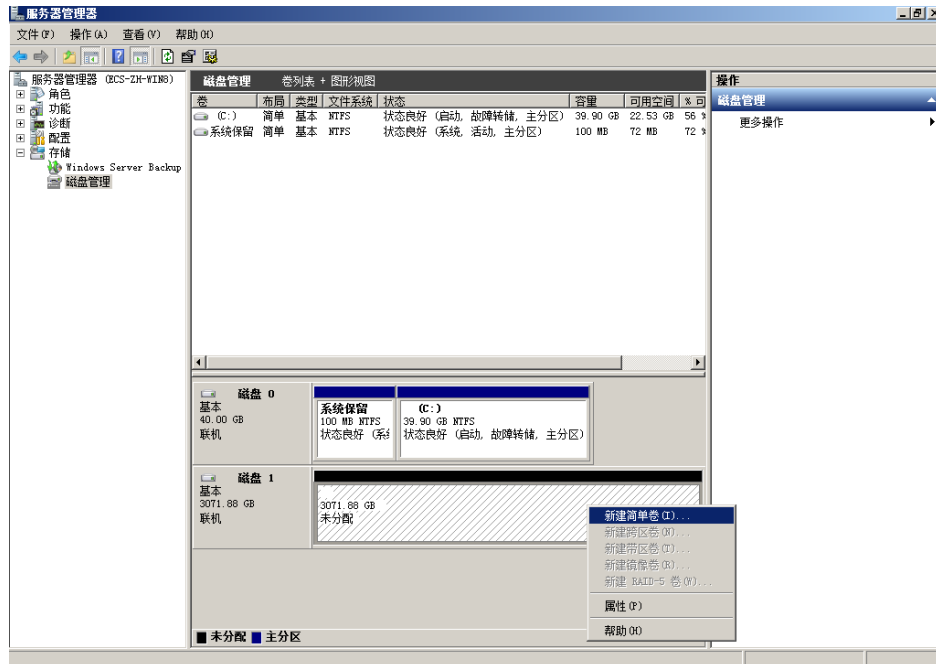 服务器管理器
文件(F) 操作(A) 查看(V) 帮助(H)
服务器管理器 (ECS-ZH-WIN8)
角色
功能
诊断
配置
存储
Windows Server Backup
磁盘管理
磁盘管理 卷列表 + 图形视图
卷 布局 类型 文件系统 状态 容量 可用空间 % 可
(C:) 简单 基本 NTFS 状态良好 (启动, 故障转储, 主分区) 39.90 GB 22.53 GB 56 %
系统保留 简单 基本 NTFS 状态良好 (系统, 活动, 主分区) 100 MB 72 MB 72 %
磁盘 0
基本
40.00 GB
联机
系统保留
100 MB NTFS
状态良好 (系统
(C:)
39.90 GB NTFS
状态良好 (启动, 故障转储, 主分区)
磁盘 1
基本
3071.88 GB
联机
3071.88 GB
未分配
新建简单卷(I)...
新建跨区卷(N)...
新建带区卷(T)...
新建镜像卷(R)...
新建 RAID-5 卷(W)...
属性(P)
帮助(H)
未分配 主分区
操作
磁盘管理
更多操作